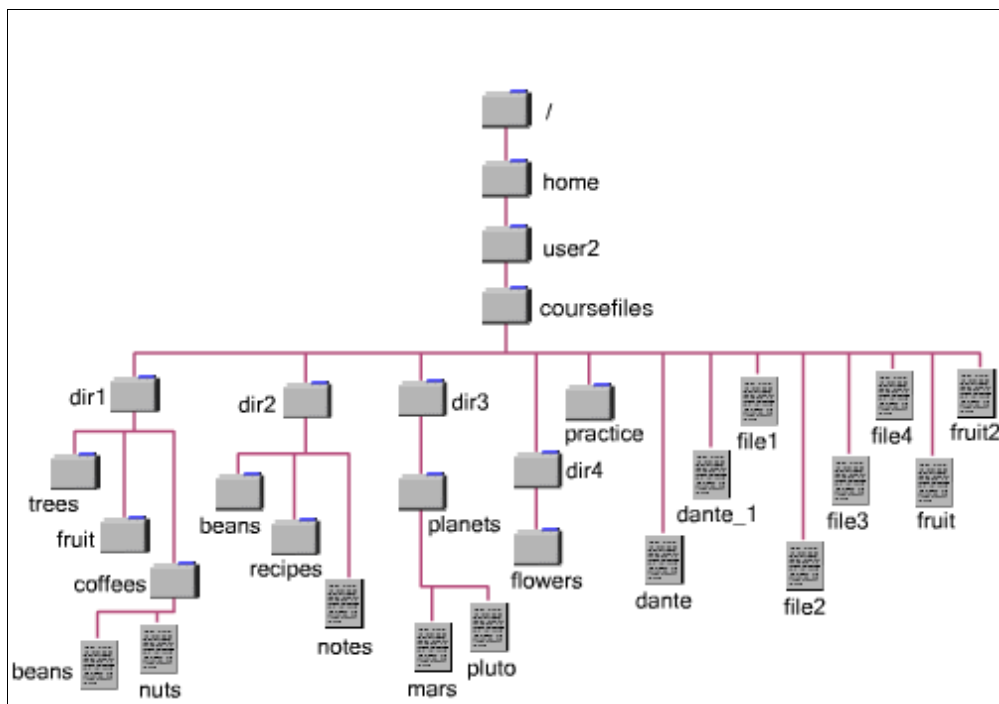 /
home
user2
coursefiles
dir1
dir2
dir3
practice
file1
file4
fruit2
trees
beans
planets
dir4
dante_1
file3
fruit
fruit
recipes
coffees
flowers
dante
file2
notes
beans
nuts
mars
pluto